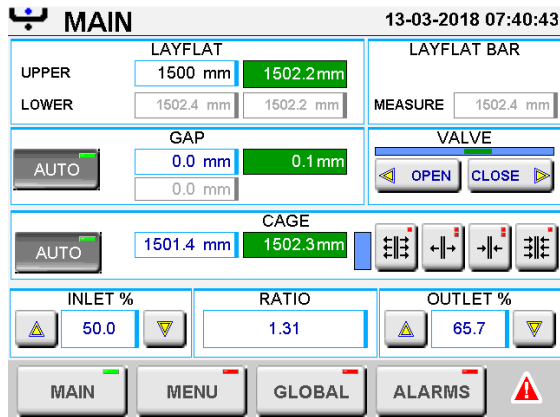 MAIN 13-03-2018 07:40:43
LAYFLAT LAYFLAT BAR
UPPER 1500 mm 1502.2mm
LOWER 1502.4 mm 1502.2 mm MEASURE 1502.4 mm
GAP VALVE
AUTO 0.0 mm 0.1mm OPEN CLOSE
0.0 mm
CAGE
AUTO 1501.4 mm 1502.3mm
INLET % RATIO OUTLET %
50.0 1.31 65.7
MAIN MENU GLOBAL ALARMS